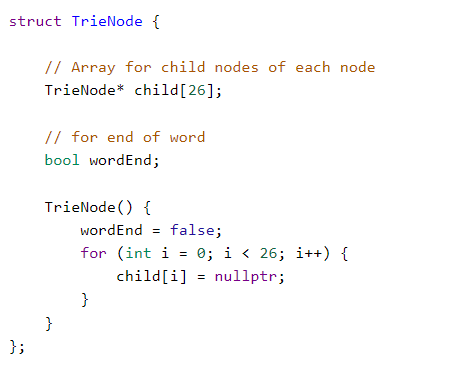 struct TrieNode {
    // Array for child nodes of each node
    TrieNode* child[26];
    // for end of word
    bool wordEnd;
    TrieNode() {
        wordEnd = false;
        for (int i = 0; i < 26; i++) {
            child[i] = nullptr;
        }
    }
};